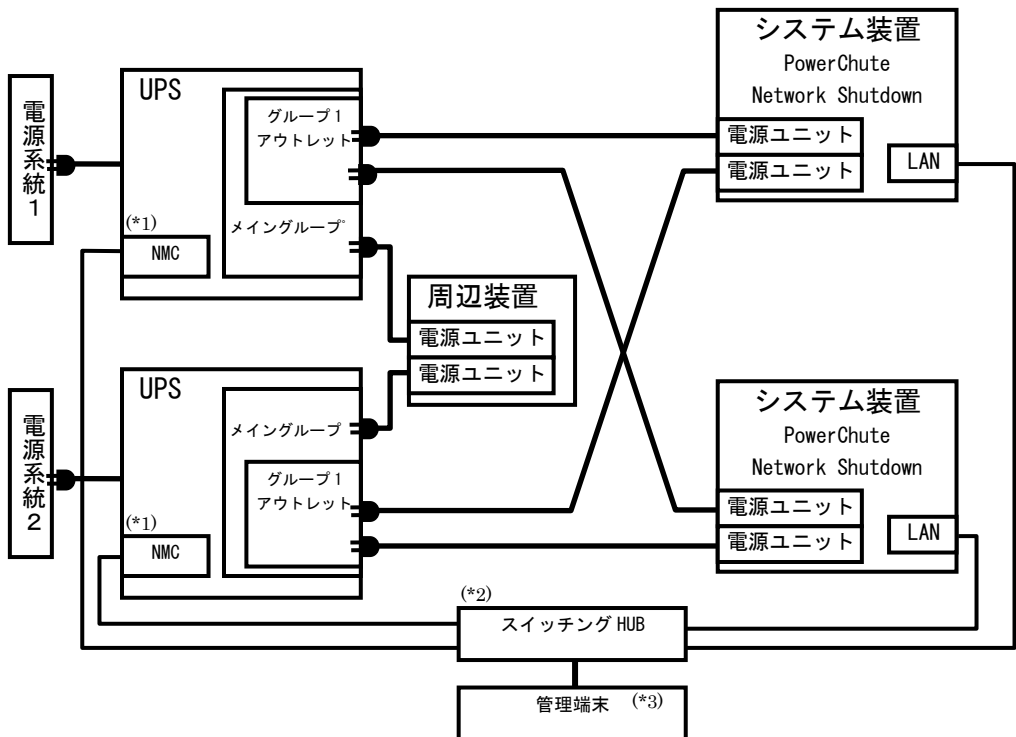 電源系統1
UPS
グループ1
アウトレット
メイングループ
(*1)
NMC
システム装置
PowerChute
Network Shutdown
電源ユニット
電源ユニット
LAN
周辺装置
電源ユニット
電源ユニット
電源系統2
UPS
メイングループ
グループ1
アウトレット
(*1)
NMC
システム装置
PowerChute
Network Shutdown
電源ユニット
電源ユニット
LAN
(*2)
スイッチング HUB
管理端末 (*3)